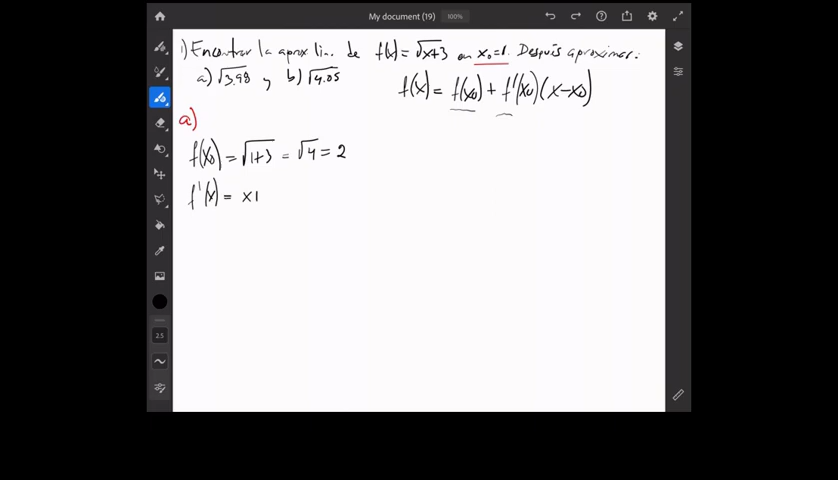 My document (19)
100%
1) Encontrar la aprox lin. de f(x) = √x+3 en x₀=1. Después aproximar:
a) √3.98 y b) √4.05
f(x) = f(x₀) + f'(x₀)(x-x₀)
a)
f(x₀) = √1+3 = √4 = 2
f'(x) = x1
2.5